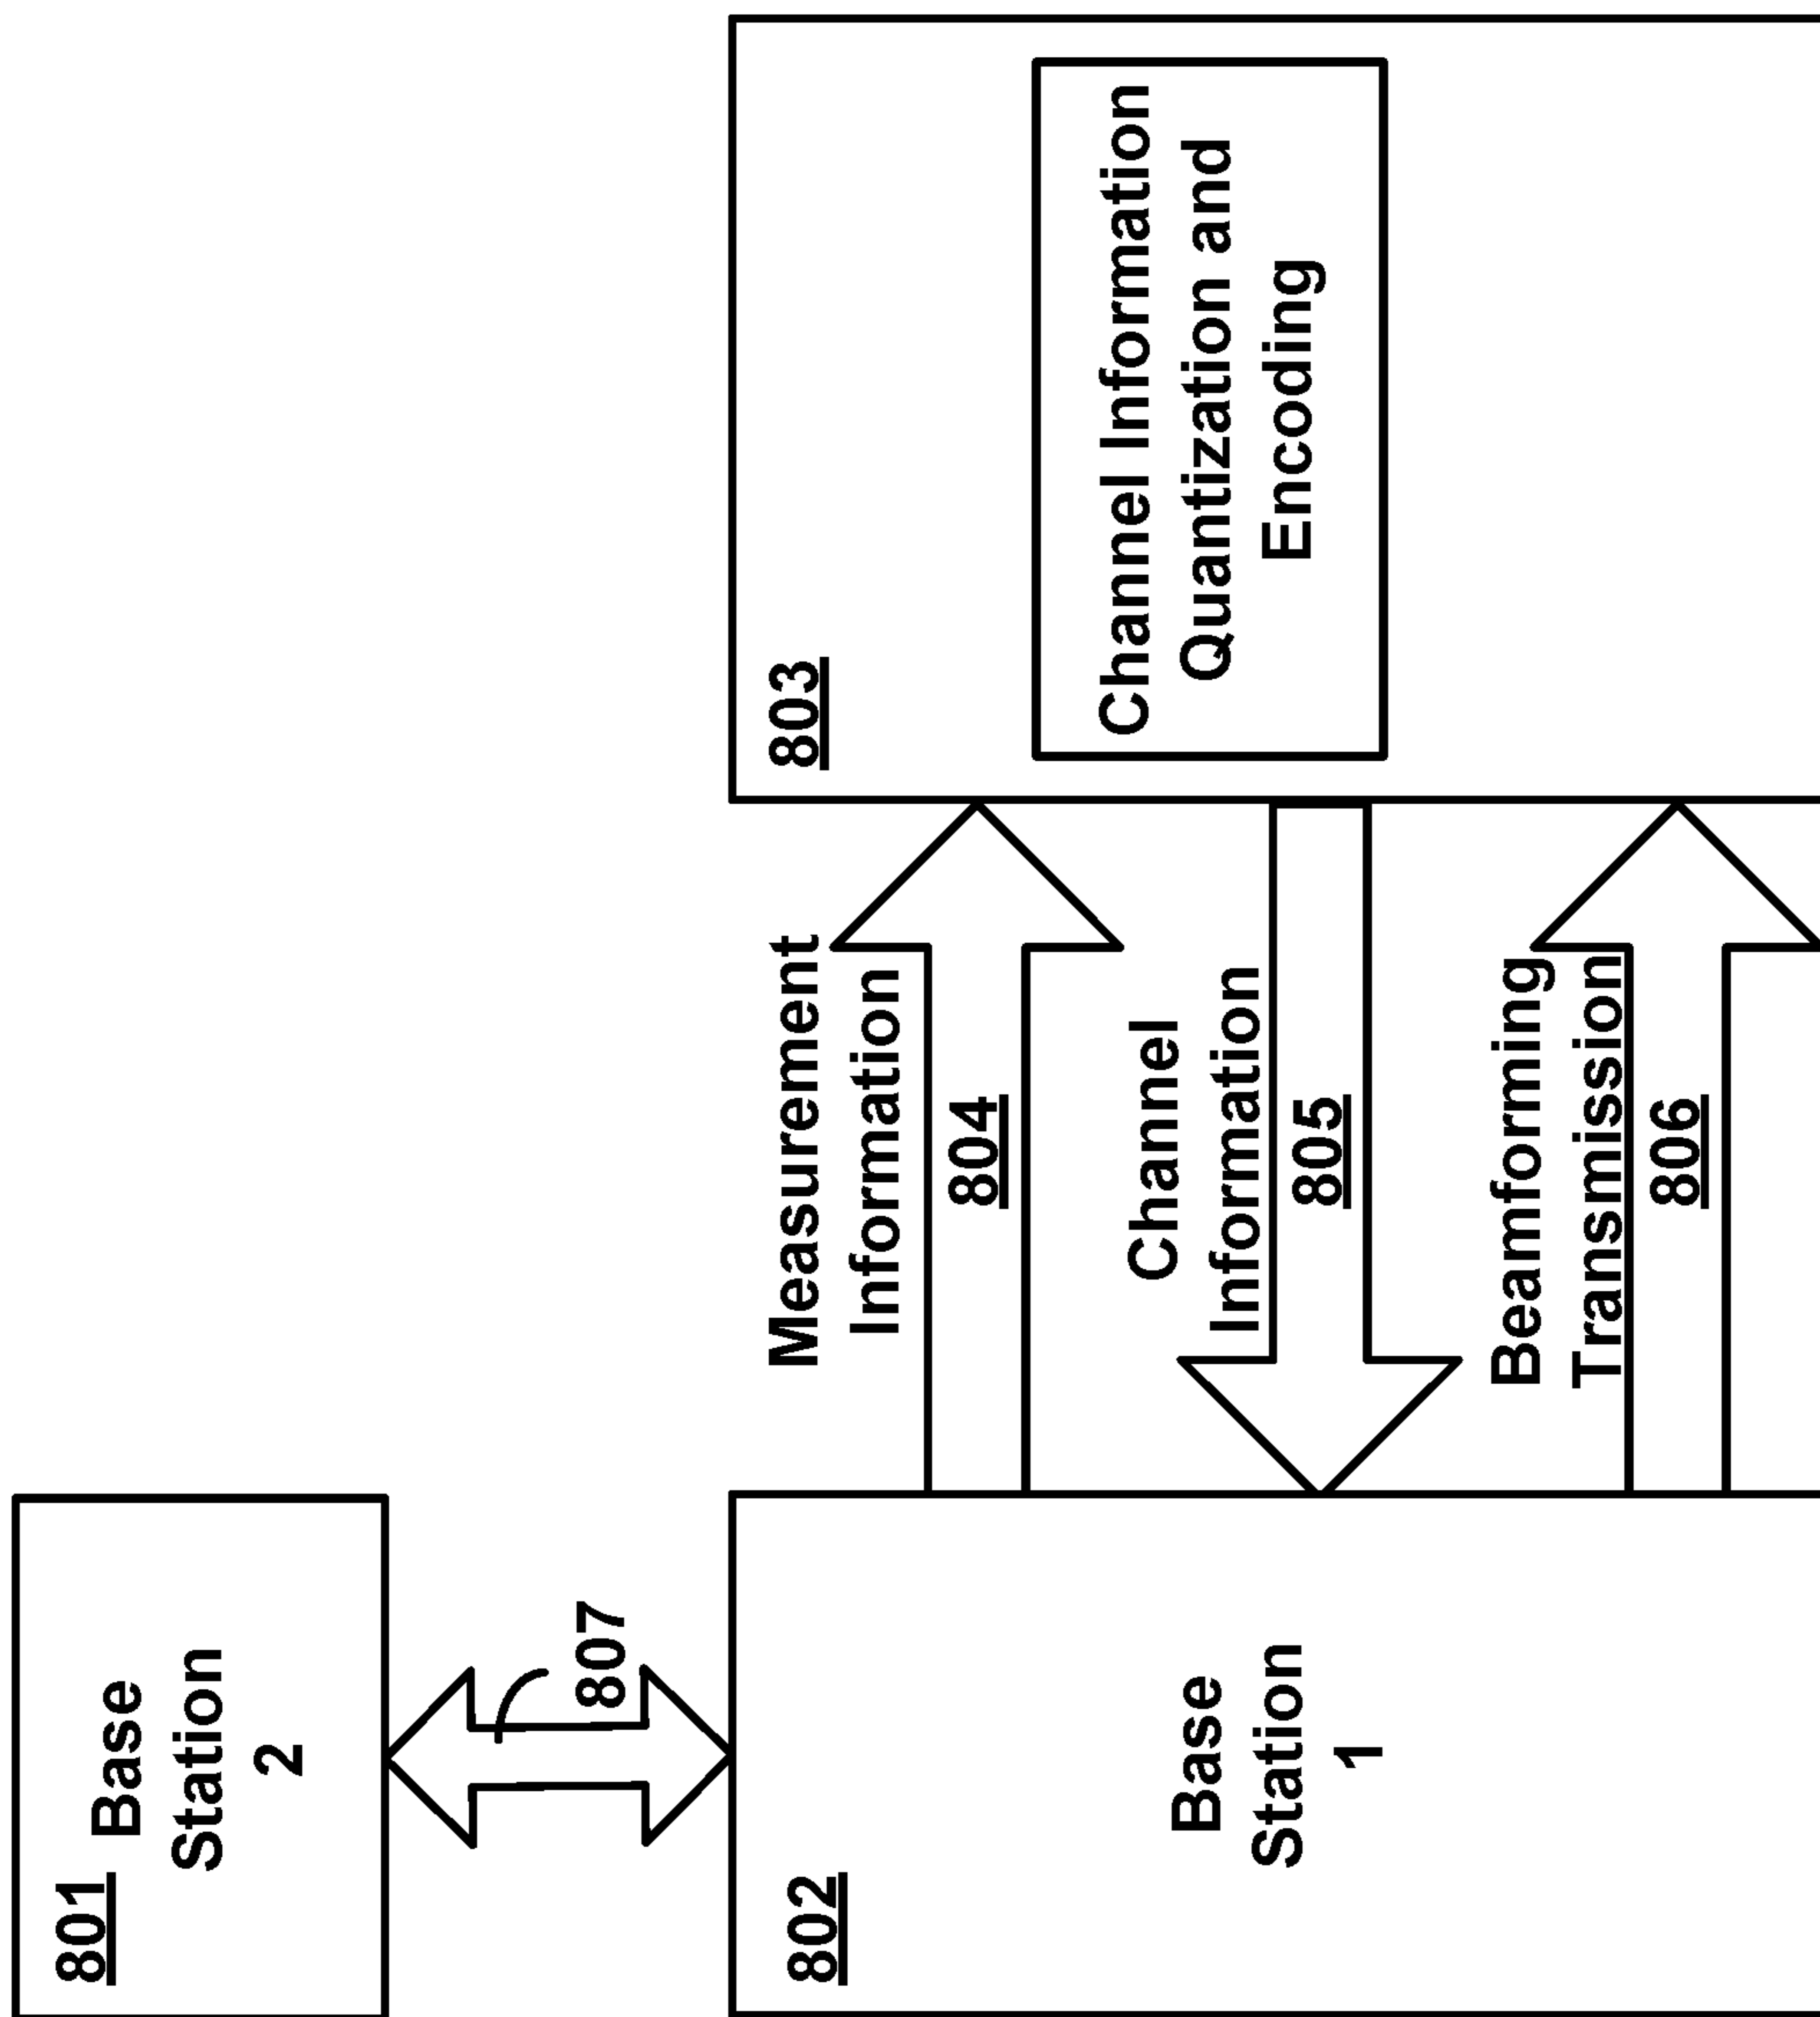 801
Base
Station
2
807
802
Base
Station
1
Measurement
Information
804
Channel
Information
805
Beamforming
Transmission
806
803
Channel Information
Quantization and
Encoding